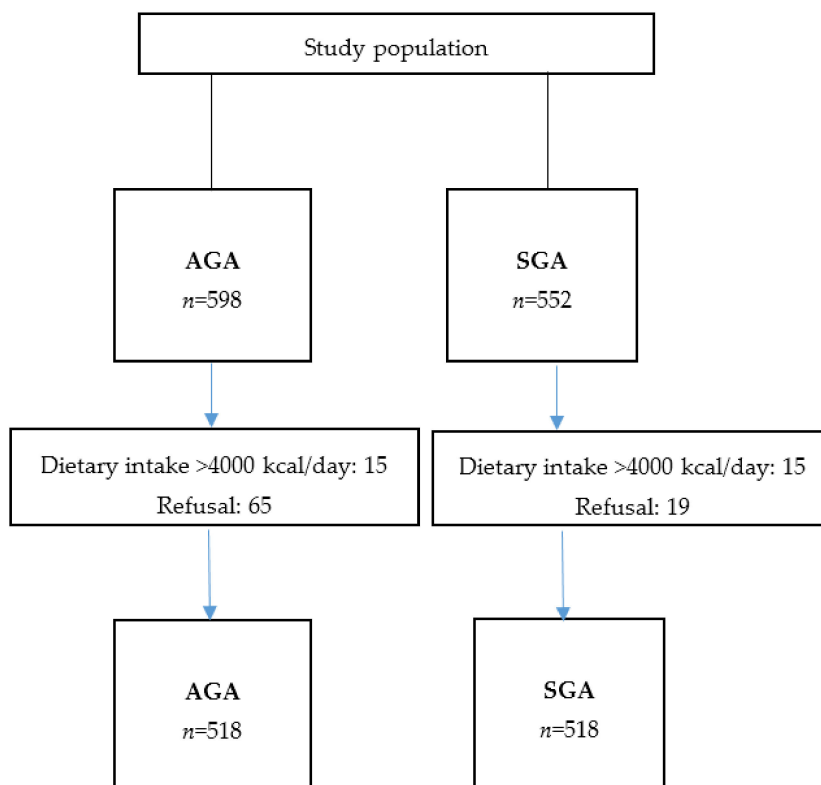 Study population
AGA
n=598
SGA
n=552
Dietary intake >4000 kcal/day: 15
Refusal: 65
Dietary intake >4000 kcal/day: 15
Refusal: 19
AGA
n=518
SGA
n=518